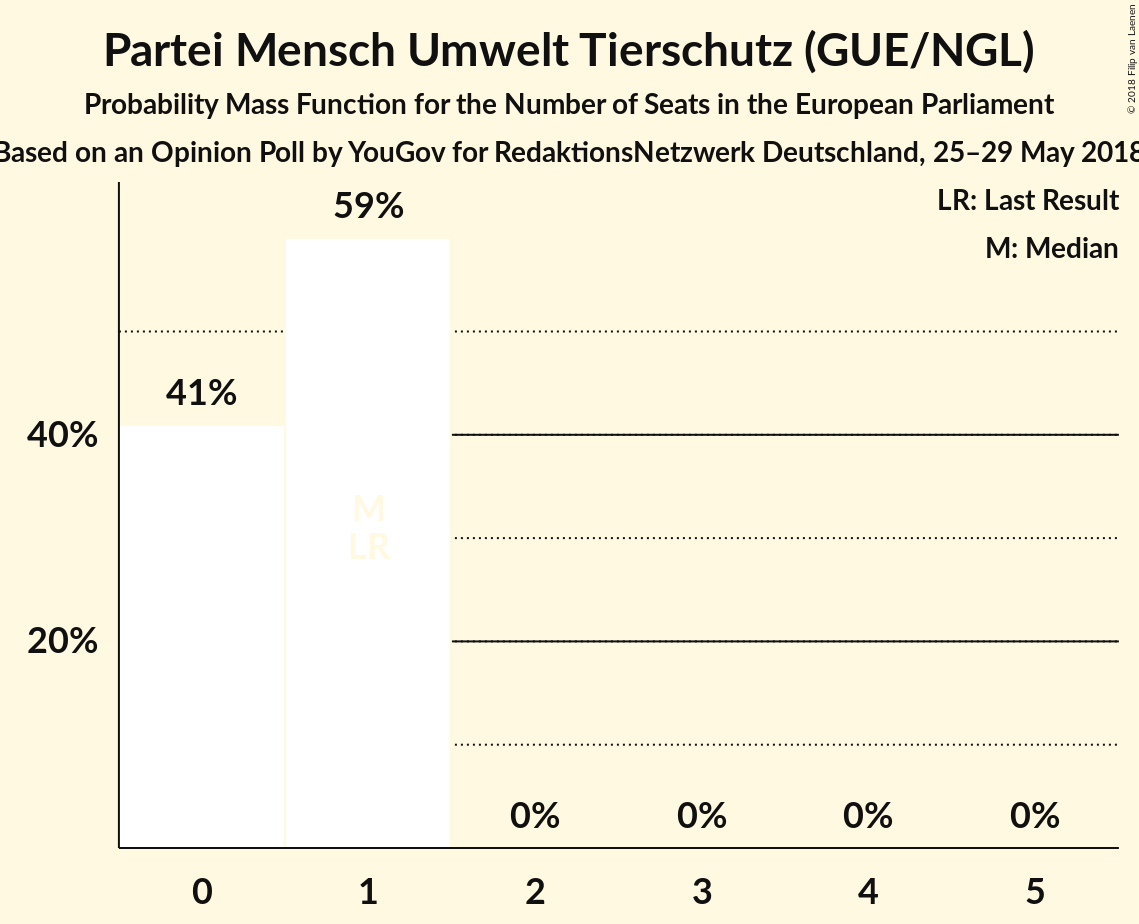 Partei Mensch Umwelt Tierschutz (GUE/NGL)
Probability Mass Function for the Number of Seats in the European Parliament
Based on an Opinion Poll by YouGov for RedaktionsNetzwerk Deutschland, 25–29 May 2018
© 2018 Filip van Laenen
LR: Last Result
M: Median
59%
41%
40%
M
LR
20%
0% 0% 0% 0%
0 1 2 3 4 5